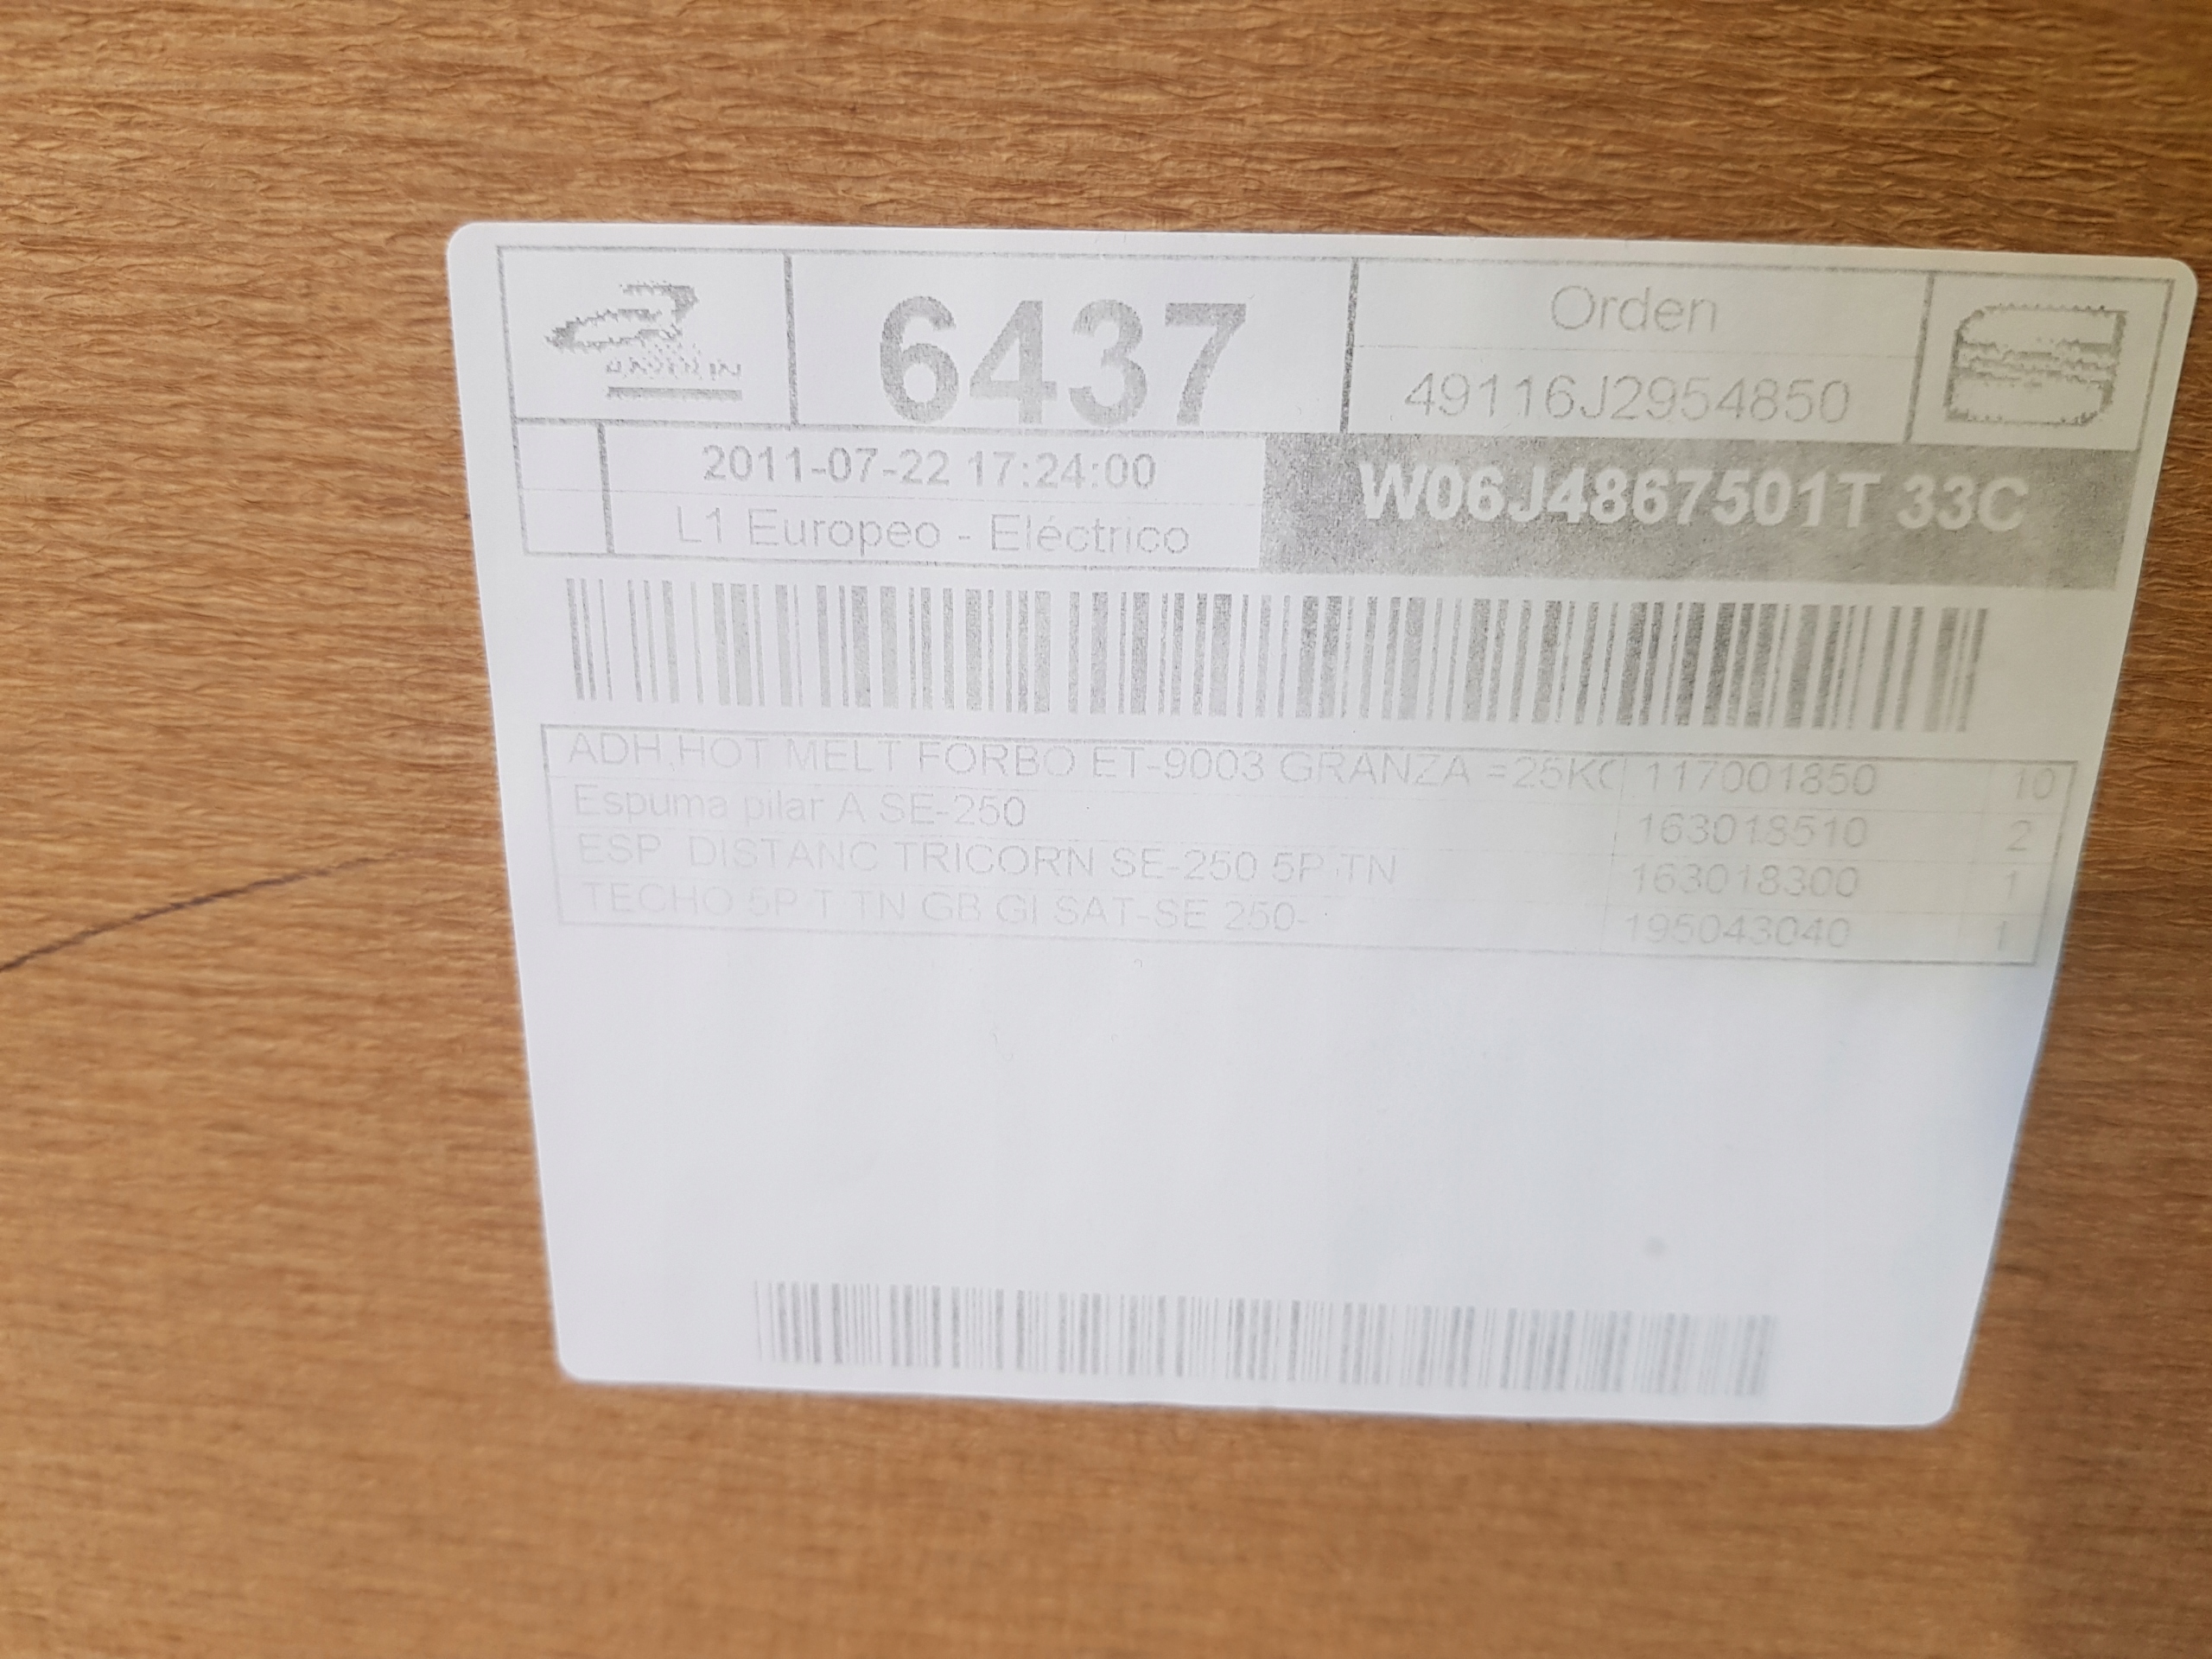 6437
Orden
49116J2954850
2011-07-22 17:24:00
W06J4867501T 33C
L1 Europeo - Eléctrico
ADH.HOT MELT FORBO ET-9003 GRANZA =25K 117001850 10
Espuma pilar A SE-250 163018510 2
ESP DISTANC TRICORN SE-250 5P TN 163018300 1
TECHO 5P/T TN GB GI SAT-SE 250- 195043040 1